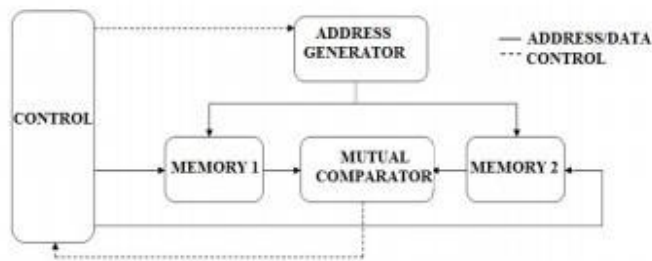 ADDRESS
GENERATOR
ADDRESS/DATA
CONTROL
CONTROL
MEMORY 1
MUTUAL
COMPARATOR
MEMORY 2